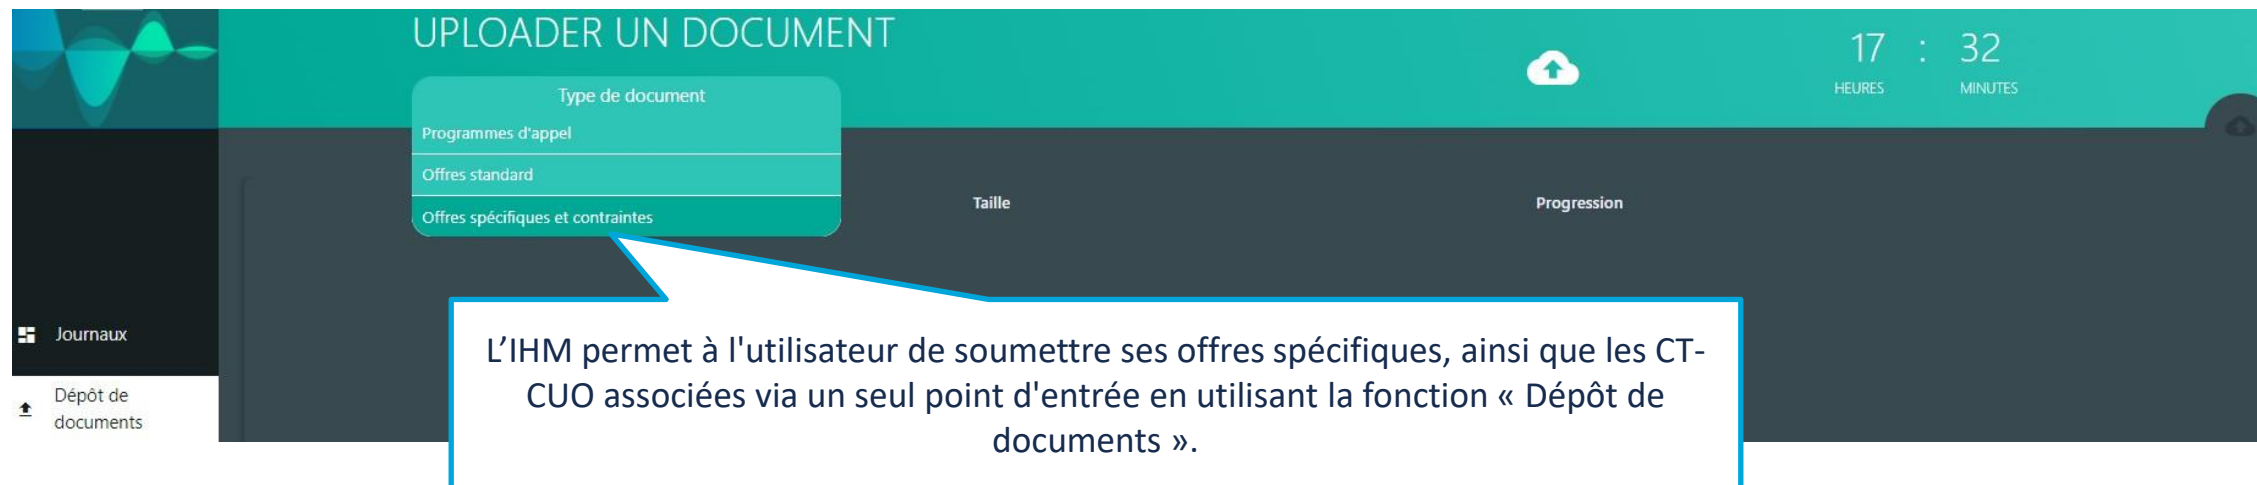 UPLOADER UN DOCUMENT
17 : 32
HEURES MINUTES
Type de document
Programmes d'appel
Offres standard
Offres spécifiques et contraintes
Taille Progression
Journaux
Dépôt de
documents
L’IHM permet à l'utilisateur de soumettre ses offres spécifiques, ainsi que les CT-
CUO associées via un seul point d'entrée en utilisant la fonction « Dépôt de
documents ».